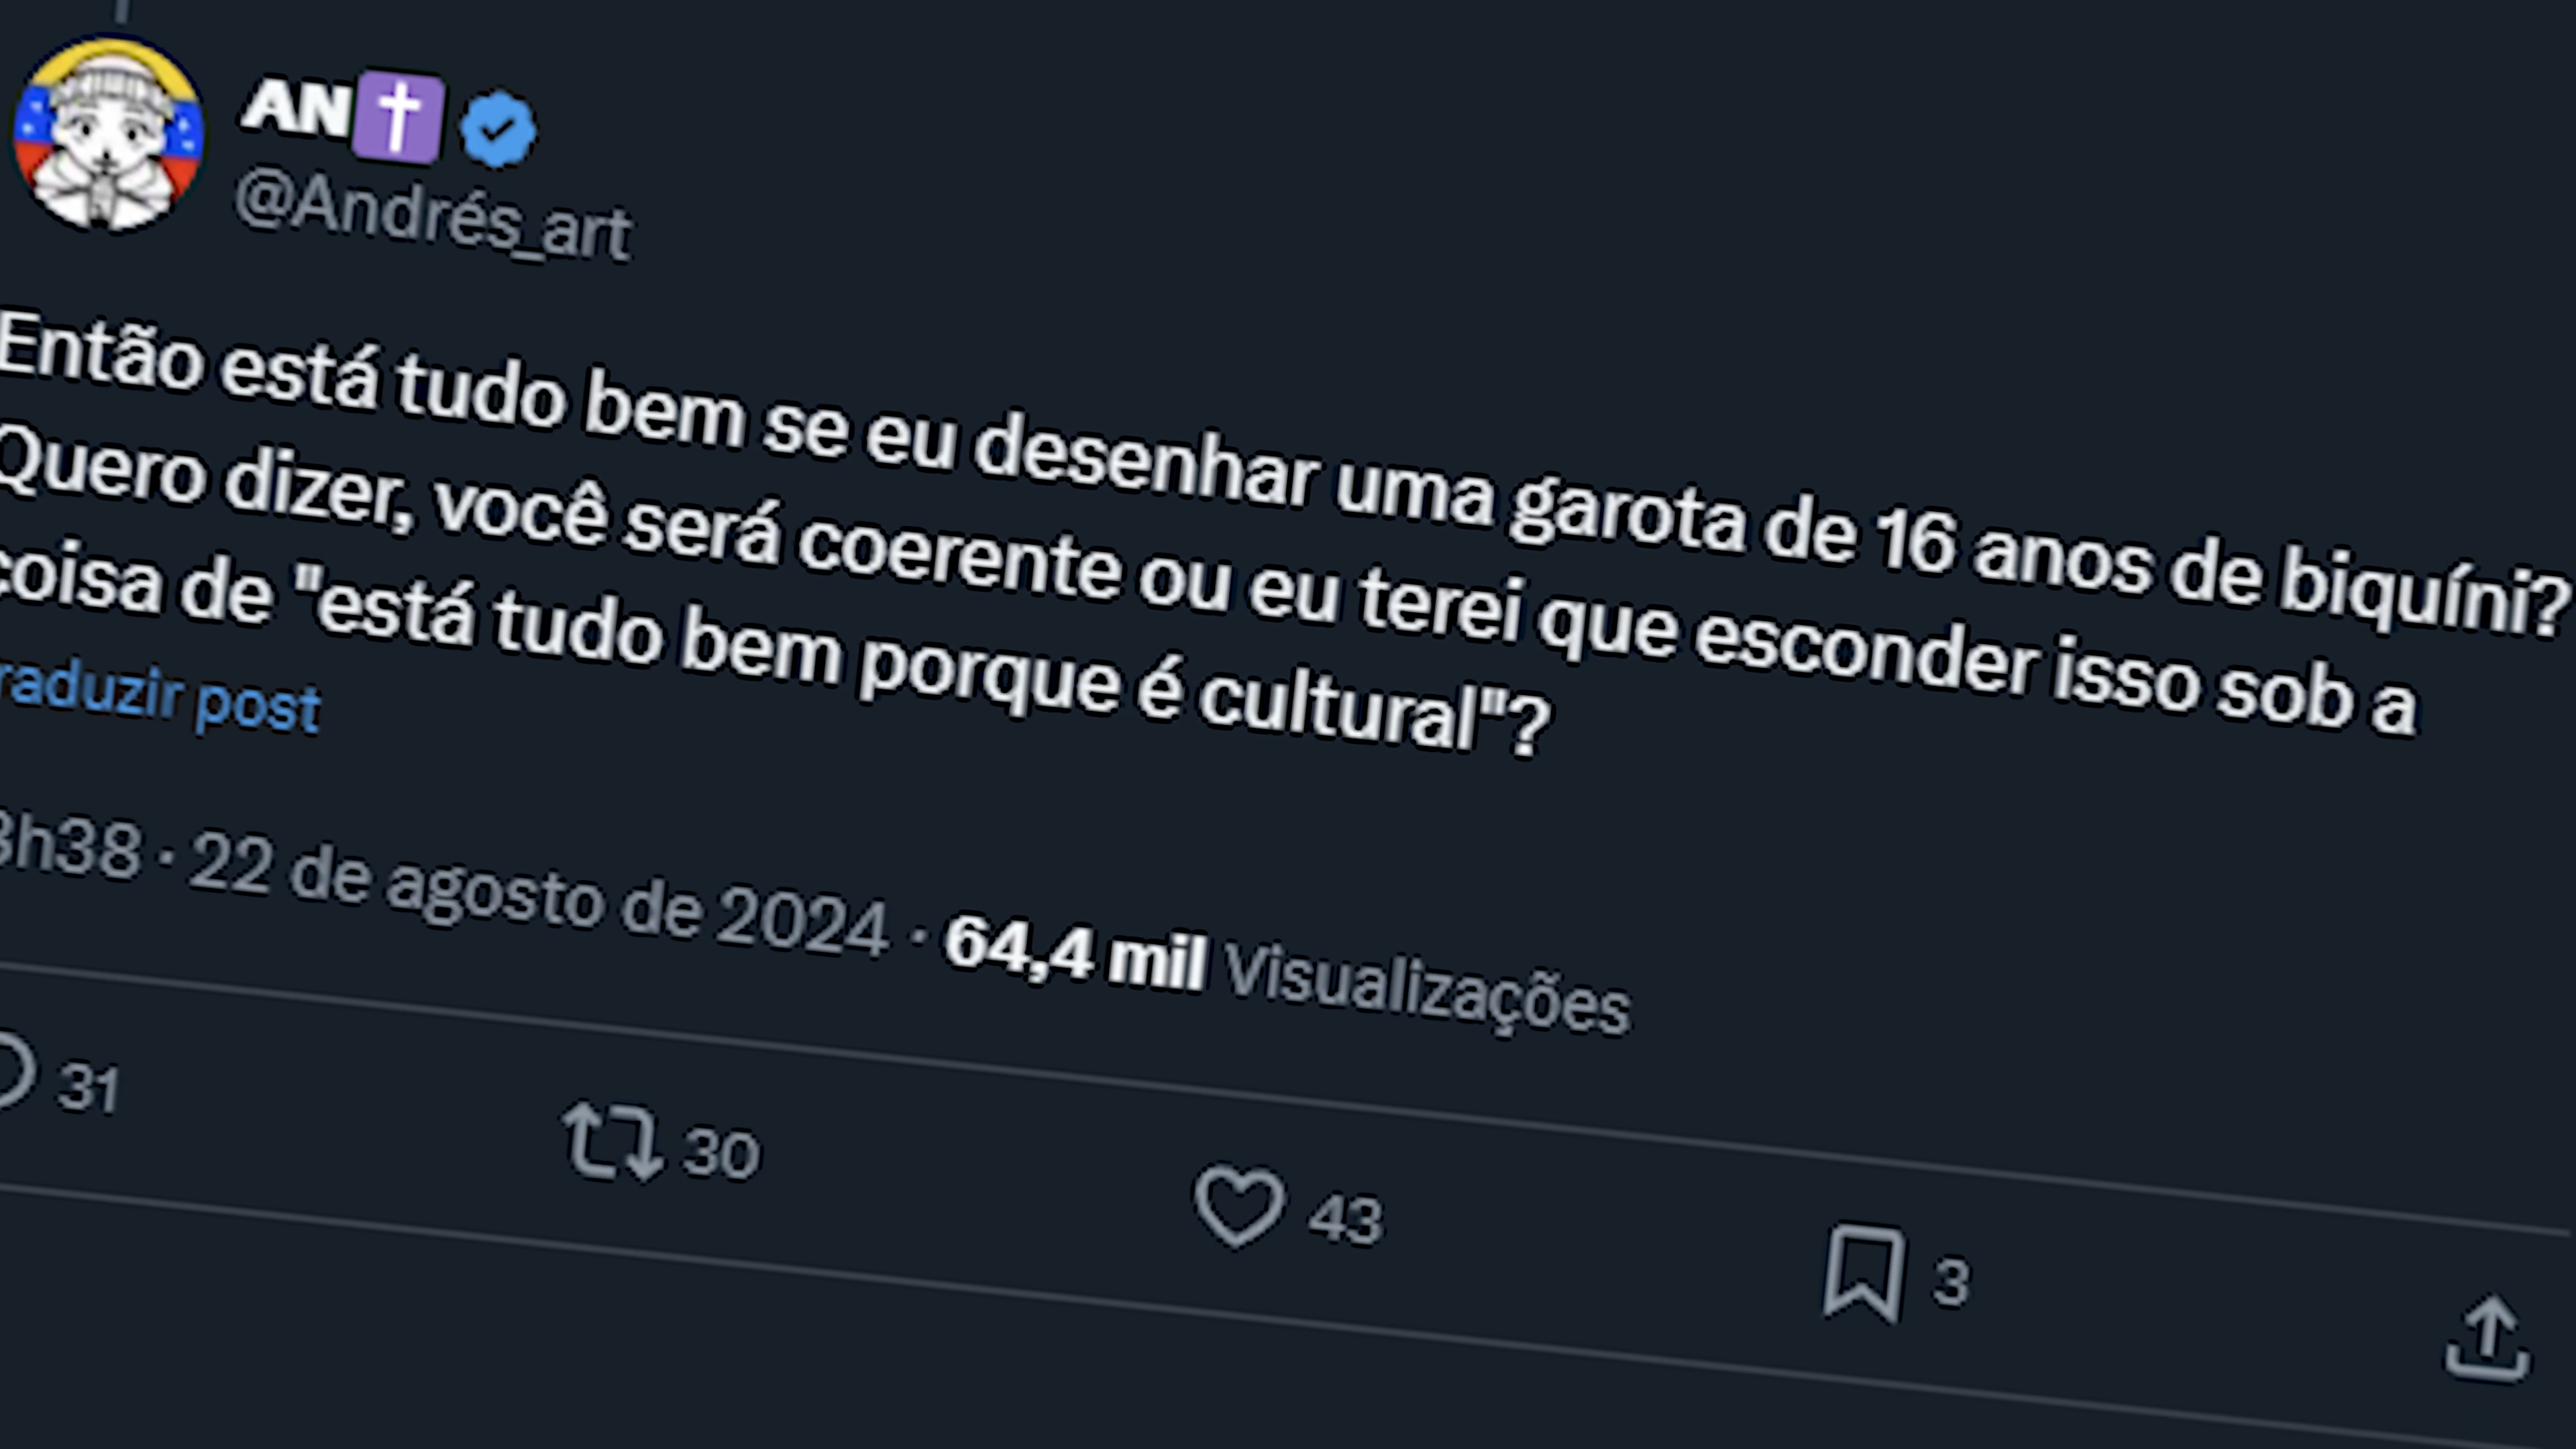 AN✝️
@Andrés_art
Então está tudo bem se eu desenhar uma garota de 16 anos de biquíni?
Quero dizer, você será coerente ou eu terei que esconder isso sob a
coisa de "está tudo bem porque é cultural"?
raduzir post
3h38 · 22 de agosto de 2024 · 64,4 mil Visualizações
31 30 43 3